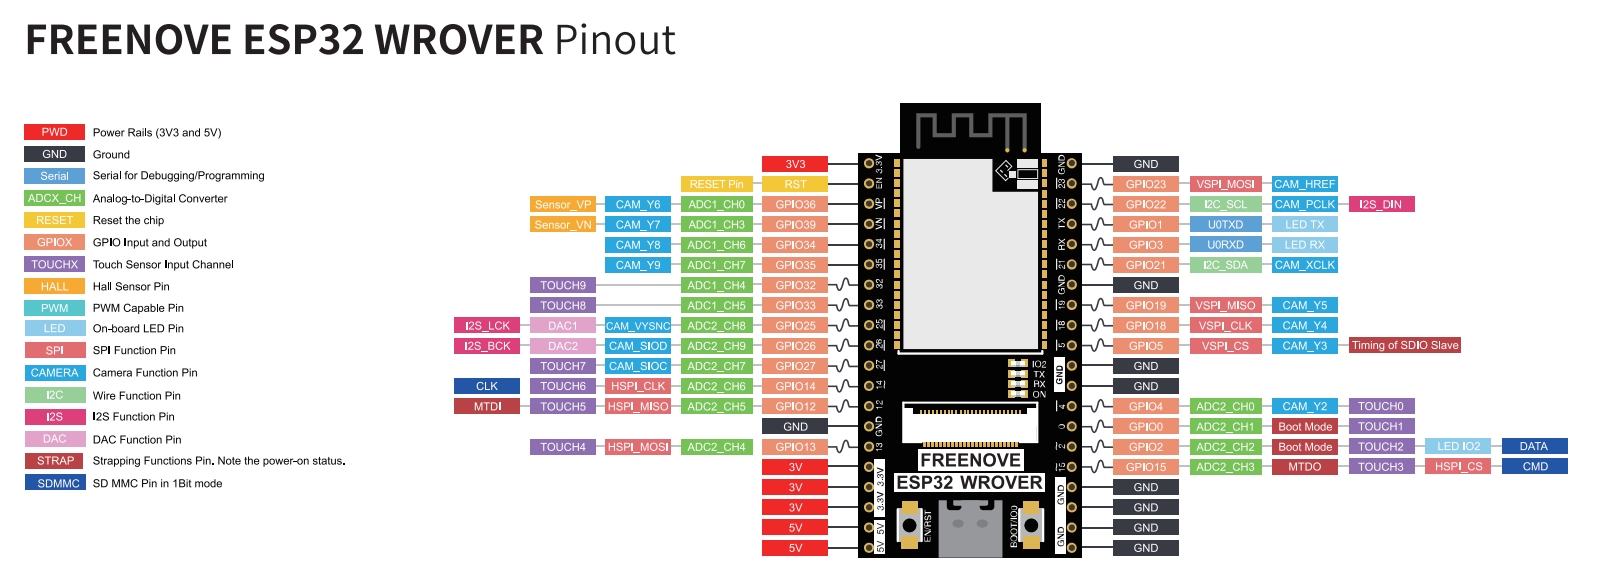 FREENOVE ESP32 WROVER Pinout
PWD Power Rails (3V3 and 5V)
GND Ground
Serial Serial for Debugging/Programming
ADCX_CH Analog-to-Digital Converter
RESET Reset the chip
GPIOX GPIO Input and Output
TOUCHX Touch Sensor Input Channel
HALL Hall Sensor Pin
PWM PWM Capable Pin
LED On-board LED Pin
SPI SPI Function Pin
CAMERA Camera Function Pin
I2C Wire Function Pin
I2S I2S Function Pin
DAC DAC Function Pin
STRAP Strapping Functions Pin. Note the power-on status.
SDMMC SD MMC Pin in 1Bit mode
3V3 3.3V
RESET Pin RST EN
Sensor_VP CAM_Y6 ADC1_CH0 GPIO36 VP
Sensor_VN CAM_Y7 ADC1_CH3 GPIO39 VN
CAM_Y8 ADC1_CH6 GPIO34 34
CAM_Y9 ADC1_CH7 GPIO35 35
TOUCH9 ADC1_CH4 GPIO32 32
TOUCH8 ADC1_CH5 GPIO33 33
I2S_LCK DAC1 CAM_VYSNC ADC2_CH8 GPIO25 25
I2S_BCK DAC2 CAM_SIOD ADC2_CH9 GPIO26 26
TOUCH7 CAM_SIOC ADC2_CH7 GPIO27 27
CLK TOUCH6 HSPI_CLK ADC2_CH6 GPIO14 14
MTDI TOUCH5 HSPI_MISO ADC2_CH5 GPIO12 12
GND GND
TOUCH4 HSPI_MOSI ADC2_CH4 GPIO13 13
3V
3V 3.3V
3V 3.3V
5V 5V
5V 5V
IO2
TX
RX
ON
FREENOVE
ESP32 WROVER
EN/RST
BOOT/IO0
GND GND
23 GPIO23 VSPI_MOSI CAM_HREF
22 GPIO22 I2C_SCL CAM_PCLK I2S_DIN
TX GPIO1 U0TXD LED TX
RX GPIO3 U0RXD LED RX
21 GPIO21 I2C_SDA CAM_XCLK
GND GND
19 GPIO19 VSPI_MISO CAM_Y5
18 GPIO18 VSPI_CLK CAM_Y4
5 GPIO5 VSPI_CS CAM_Y3 Timing of SDIO Slave
GND GND
GND
4 GPIO4 ADC2_CH0 CAM_Y2 TOUCH0
0 GPIO0 ADC2_CH1 Boot Mode TOUCH1
2 GPIO2 ADC2_CH2 Boot Mode TOUCH2 LED IO2 DATA
15 GPIO15 ADC2_CH3 MTDO TOUCH3 HSPI_CS CMD
GND GND
GND
GND GND
GND